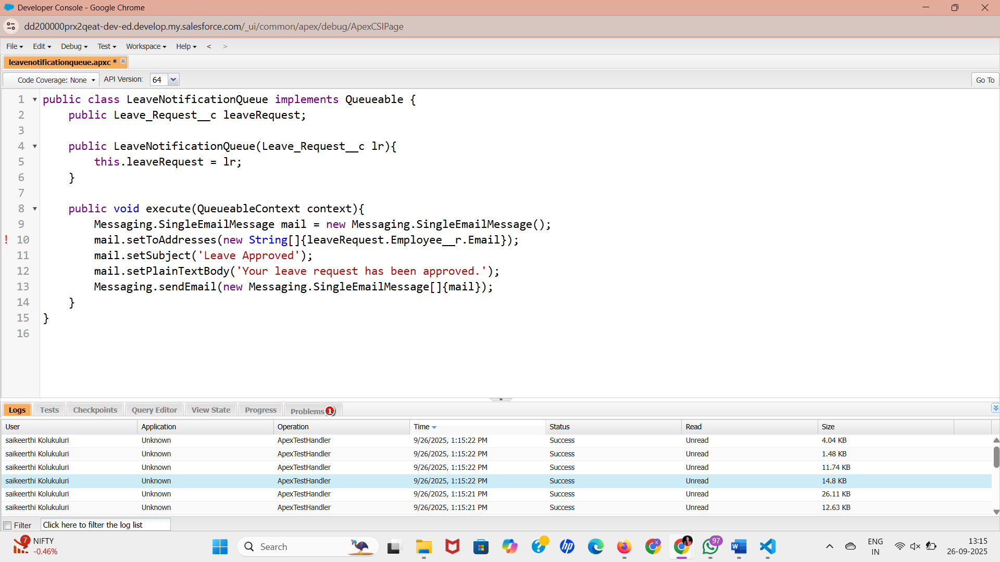 Developer Console - Google Chrome
dd200000prx2qeat-dev-ed.develop.my.salesforce.com/_ui/common/apex/debug/ApexCSIPage
File Edit Debug Test Workspace Help < >
leavenotificationqueue.apxc *
Code Coverage: None API Version: 64 Go To
1 public class LeaveNotificationQueue implements Queueable {
2 public Leave_Request__c leaveRequest;
3
4 public LeaveNotificationQueue(Leave_Request__c lr){
5 this.leaveRequest = lr;
6 }
7
8 public void execute(QueueableContext context){
9 Messaging.SingleEmailMessage mail = new Messaging.SingleEmailMessage();
! 10 mail.setToAddresses(new String[]{leaveRequest.Employee__r.Email});
11 mail.setSubject('Leave Approved');
12 mail.setPlainTextBody('Your leave request has been approved.');
13 Messaging.sendEmail(new Messaging.SingleEmailMessage[]{mail});
14 }
15 }
16
Logs Tests Checkpoints Query Editor View State Progress Problems 1
User Application Operation Time Status Read Size
saikeerthi Kolukuluri Unknown ApexTestHandler 9/26/2025, 1:15:22 PM Success Unread 4.04 KB
saikeerthi Kolukuluri Unknown ApexTestHandler 9/26/2025, 1:15:22 PM Success Unread 1.48 KB
saikeerthi Kolukuluri Unknown ApexTestHandler 9/26/2025, 1:15:22 PM Success Unread 11.74 KB
saikeerthi Kolukuluri Unknown ApexTestHandler 9/26/2025, 1:15:22 PM Success Unread 14.8 KB
saikeerthi Kolukuluri Unknown ApexTestHandler 9/26/2025, 1:15:21 PM Success Unread 26.11 KB
saikeerthi Kolukuluri Unknown ApexTestHandler 9/26/2025, 1:15:21 PM Success Unread 12.63 KB
Filter Click here to filter the log list
7 NIFTY
-0.46%
Search
hp
K
97
W
ENG
IN
13:15
26-09-2025